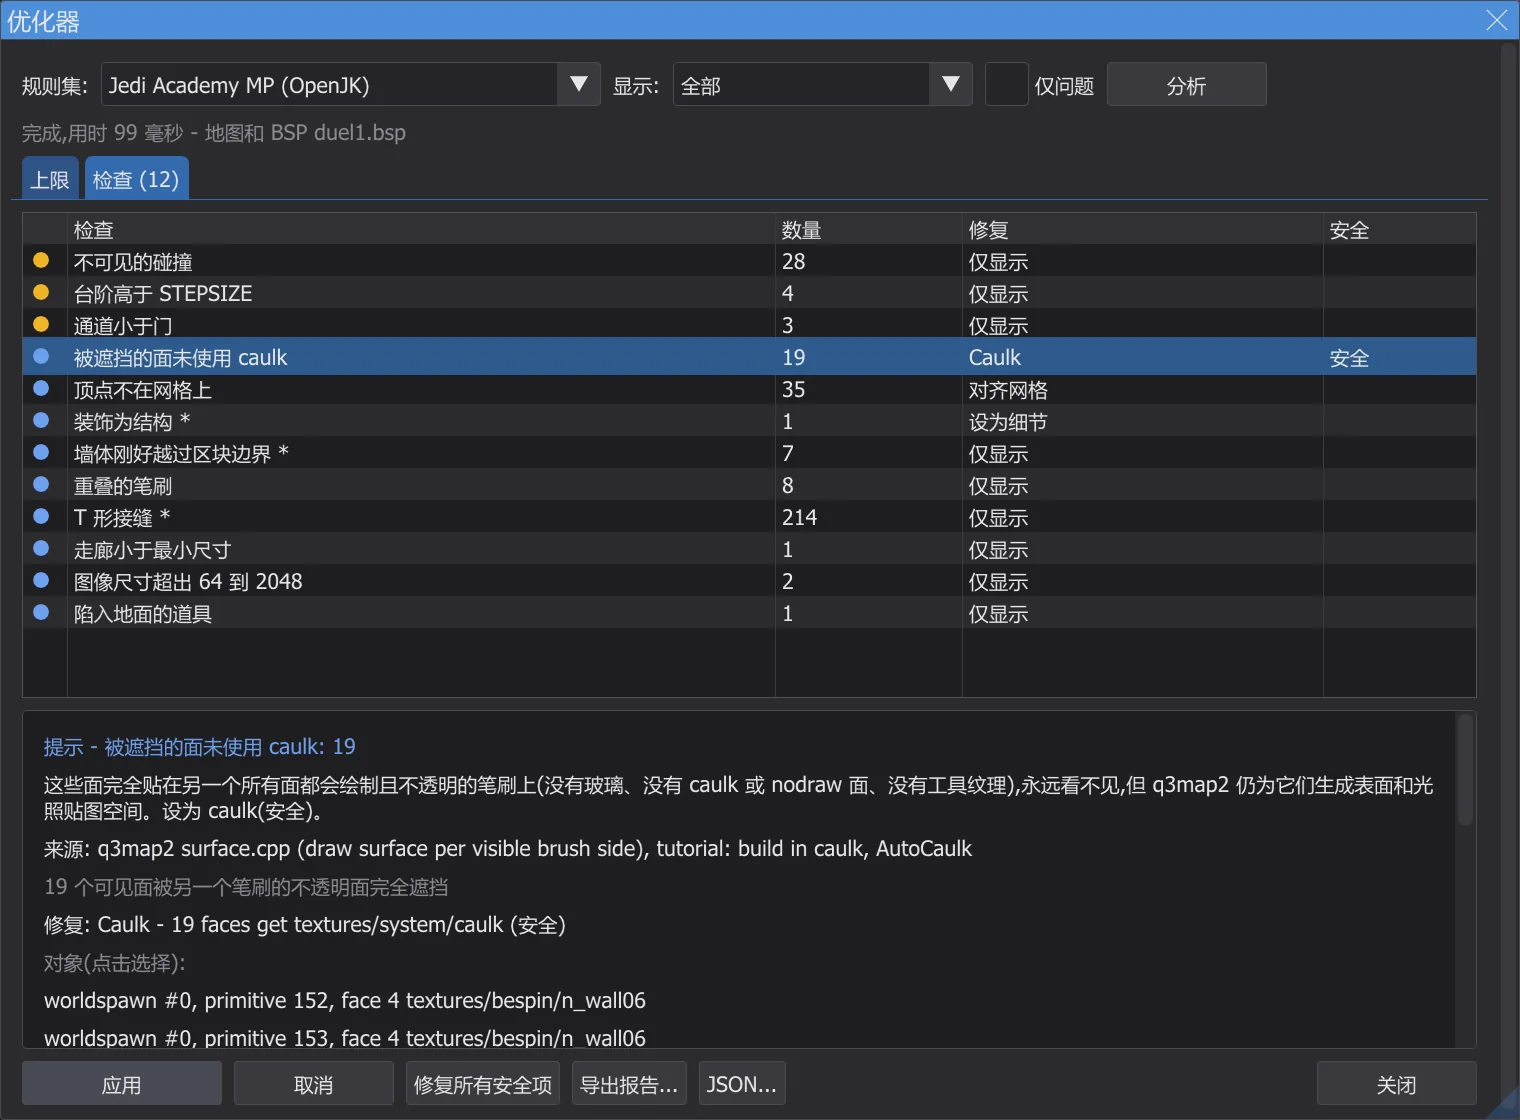 优化器
规则集: Jedi Academy MP (OpenJK) 显示: 全部 仅问题 分析
完成,用时 99 毫秒 - 地图和 BSP duel1.bsp
上限 检查 (12)
检查 数量 修复 安全
不可见的碰撞 28 仅显示
台阶高于 STEPSIZE 4 仅显示
通道小于门 3 仅显示
被遮挡的面未使用 caulk 19 Caulk 安全
顶点不在网格上 35 对齐网格
装饰为结构 * 1 设为细节
墙体刚好越过区块边界 * 7 仅显示
重叠的笔刷 8 仅显示
T 形接缝 * 214 仅显示
走廊小于最小尺寸 1 仅显示
图像尺寸超出 64 到 2048 2 仅显示
陷入地面的道具 1 仅显示
提示 - 被遮挡的面未使用 caulk: 19
这些面完全贴在另一个所有面都会绘制且不透明的笔刷上(没有玻璃、没有 caulk 或 nodraw 面、没有工具纹理),永远看不见,但 q3map2 仍为它们生成表面和光
照贴图空间。设为 caulk(安全)。
来源: q3map2 surface.cpp (draw surface per visible brush side), tutorial: build in caulk, AutoCaulk
19 个可见面被另一个笔刷的不透明面完全遮挡
修复: Caulk - 19 faces get textures/system/caulk (安全)
对象(点击选择):
worldspawn #0, primitive 152, face 4 textures/bespin/n_wall06
worldspawn #0, primitive 153, face 4 textures/bespin/n_wall06
应用 取消 修复所有安全项 导出报告... JSON... 关闭